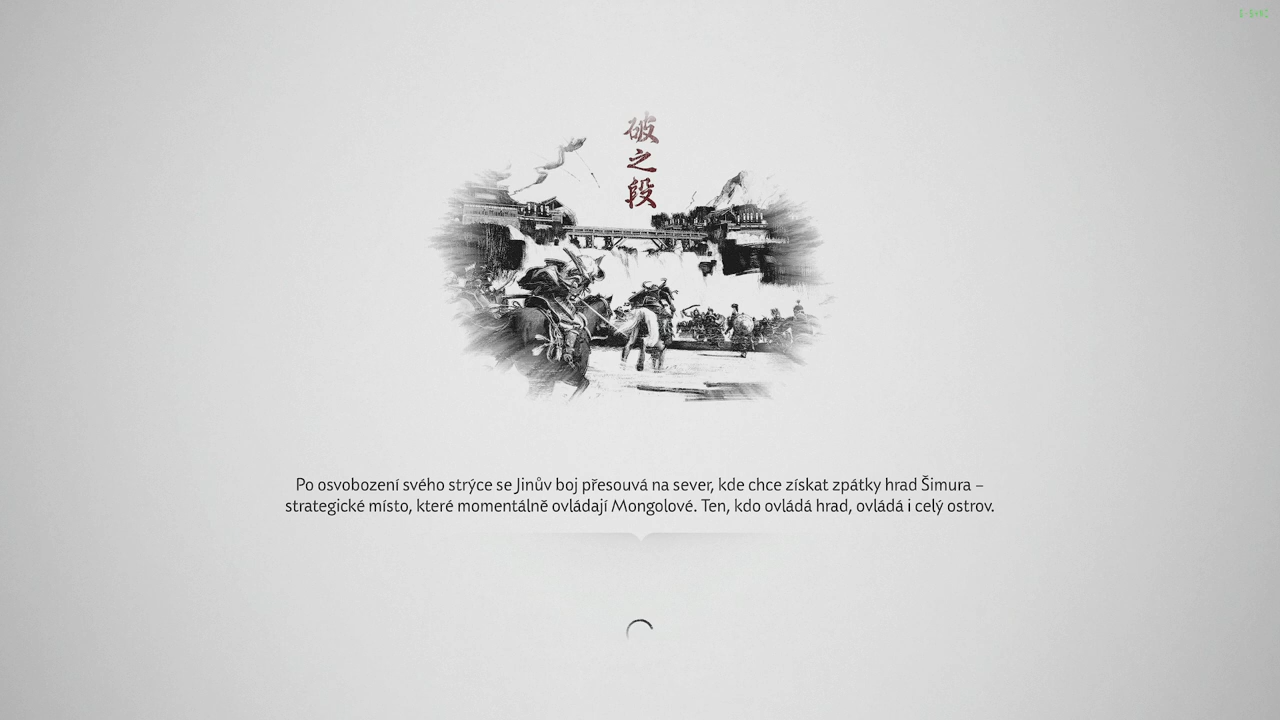 破之段
Po osvobození svého strýce se Jinův boj přesouvá na sever, kde chce získat zpátky hrad Šimura –
strategické místo, které momentálně ovládají Mongolové. Ten, kdo ovládá hrad, ovládá i celý ostrov.